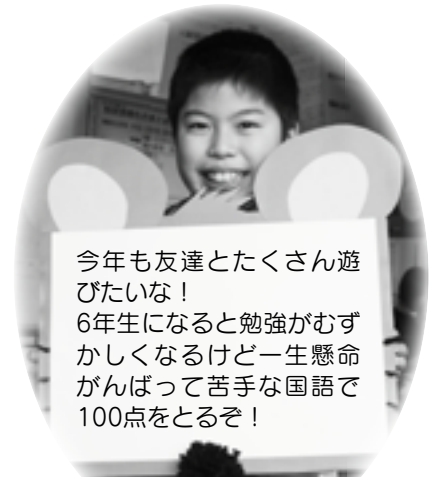 今年も友達とたくさん遊
びたいな！
6年生になると勉強がむず
かしくなるけど一生懸命
がんばって苦手な国語で
100点をとるぞ！